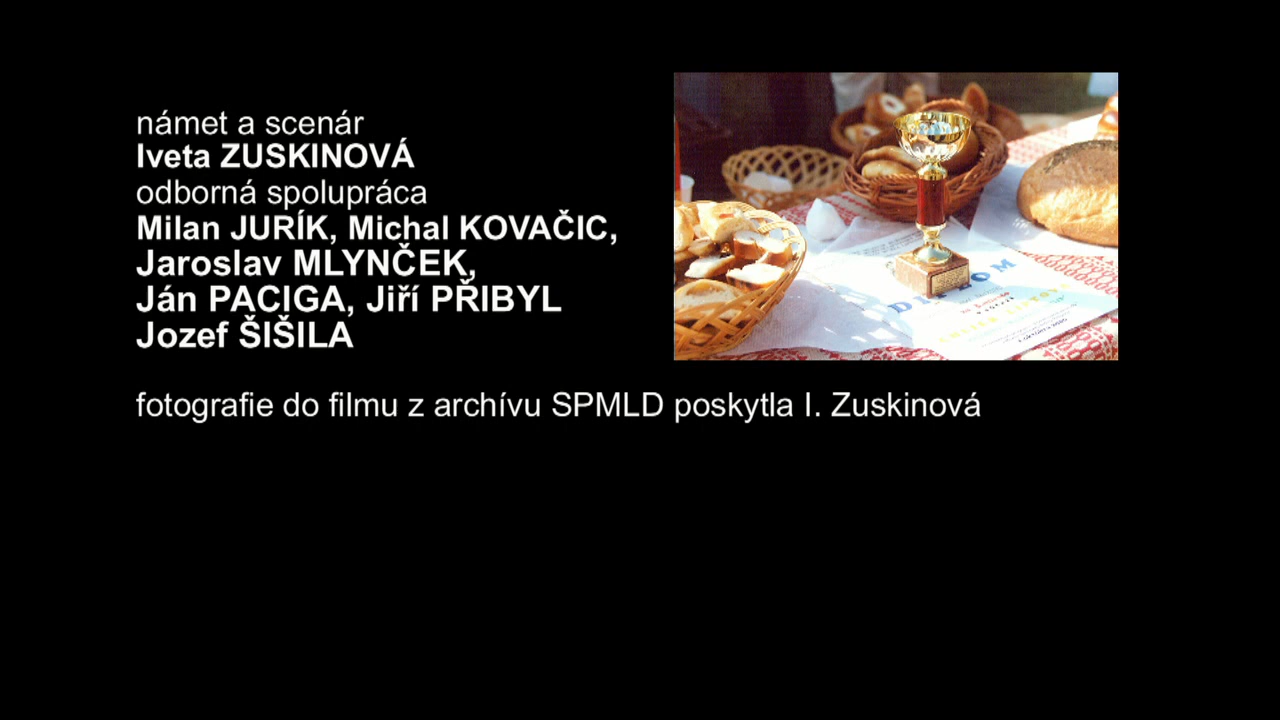 námet a scenár
Iveta ZUSKINOVÁ
odborná spolupráca
Milan JURÍK, Michal KOVAČIC,
Jaroslav MLYNČEK,
Ján PACIGA, Jiří PŘIBYL
Jozef ŠIŠILA
DIPLOM
fotografie do filmu z archívu SPMLD poskytla I. Zuskinová